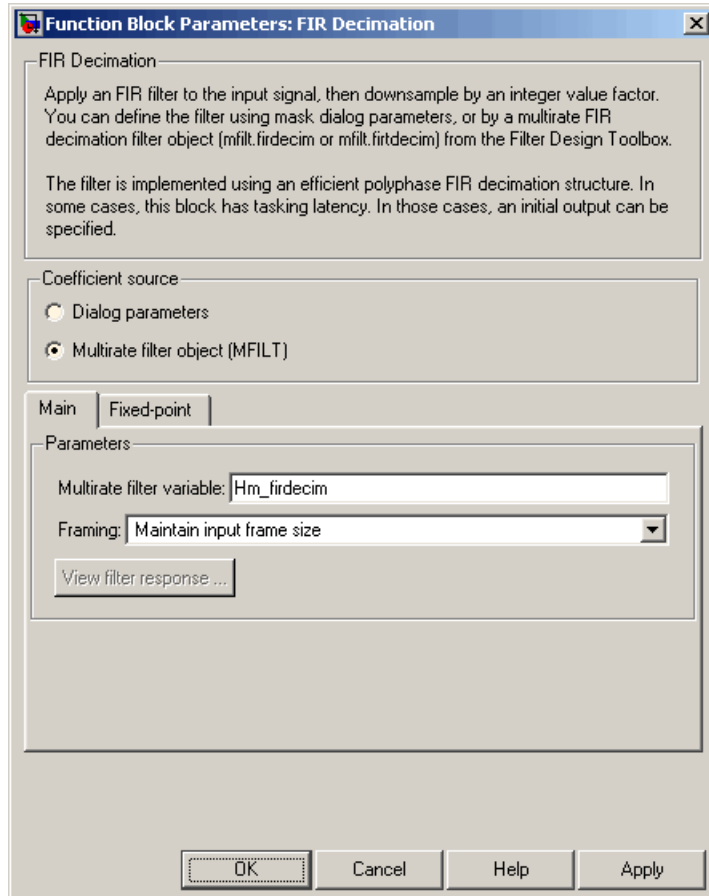 Function Block Parameters: FIR Decimation
FIR Decimation
Apply an FIR filter to the input signal, then downsample by an integer value factor.
You can define the filter using mask dialog parameters, or by a multirate FIR
decimation filter object (mfilt.firdecim or mfilt.firtdecim) from the Filter Design Toolbox.
The filter is implemented using an efficient polyphase FIR decimation structure. In
some cases, this block has tasking latency. In those cases, an initial output can be
specified.
Coefficient source
Dialog parameters
Multirate filter object (MFILT)
Main Fixed-point
Parameters
Multirate filter variable: Hm_firdecim
Framing: Maintain input frame size
View filter response ...
OK Cancel Help Apply